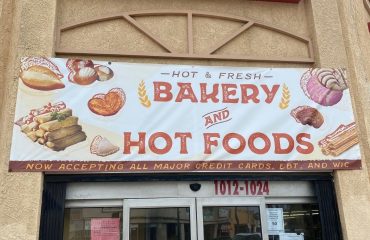 HOT & FRESH
BAKERY
AND
HOT FOODS
NOW ACCEPTING ALL MAJOR CREDIT CARDS, EBT, AND WIC
1012-1024